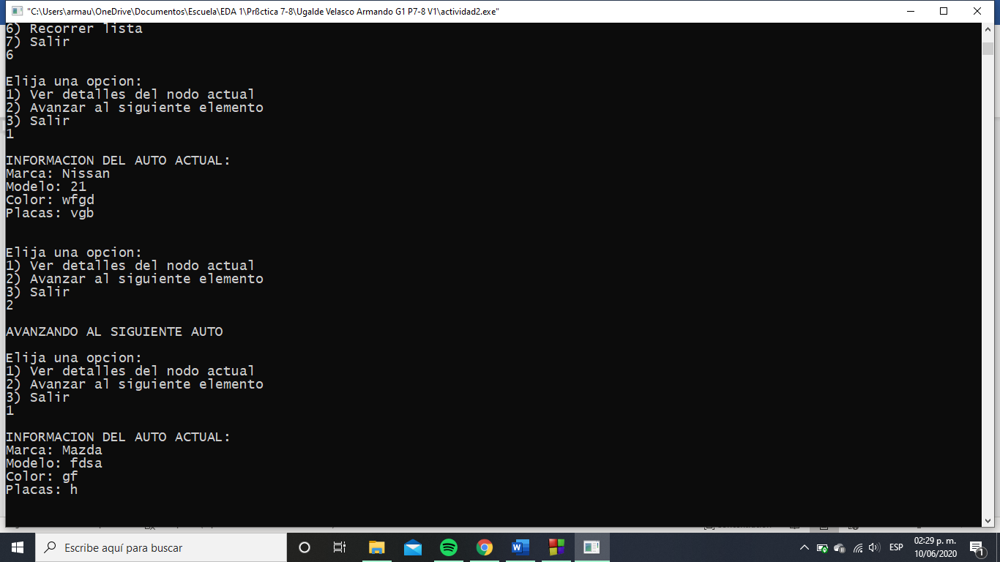 "C:\Users\armau\OneDrive\Documentos\Escuela\EDA 1\Prßctica 7-8\Ugalde Velasco Armando G1 P7-8 V1\actividad2.exe"
6) Recorrer lista
7) Salir
6
Elija una opcion:
1) Ver detalles del nodo actual
2) Avanzar al siguiente elemento
3) Salir
1
INFORMACION DEL AUTO ACTUAL:
Marca: Nissan
Modelo: 21
Color: wfgd
Placas: vgb
Elija una opcion:
1) Ver detalles del nodo actual
2) Avanzar al siguiente elemento
3) Salir
2
AVANZANDO AL SIGUIENTE AUTO
Elija una opcion:
1) Ver detalles del nodo actual
2) Avanzar al siguiente elemento
3) Salir
1
INFORMACION DEL AUTO ACTUAL:
Marca: Mazda
Modelo: fdsa
Color: gf
Placas: h
Escribe aquí para buscar
ESP
02:29 p. m.
10/06/2020
1